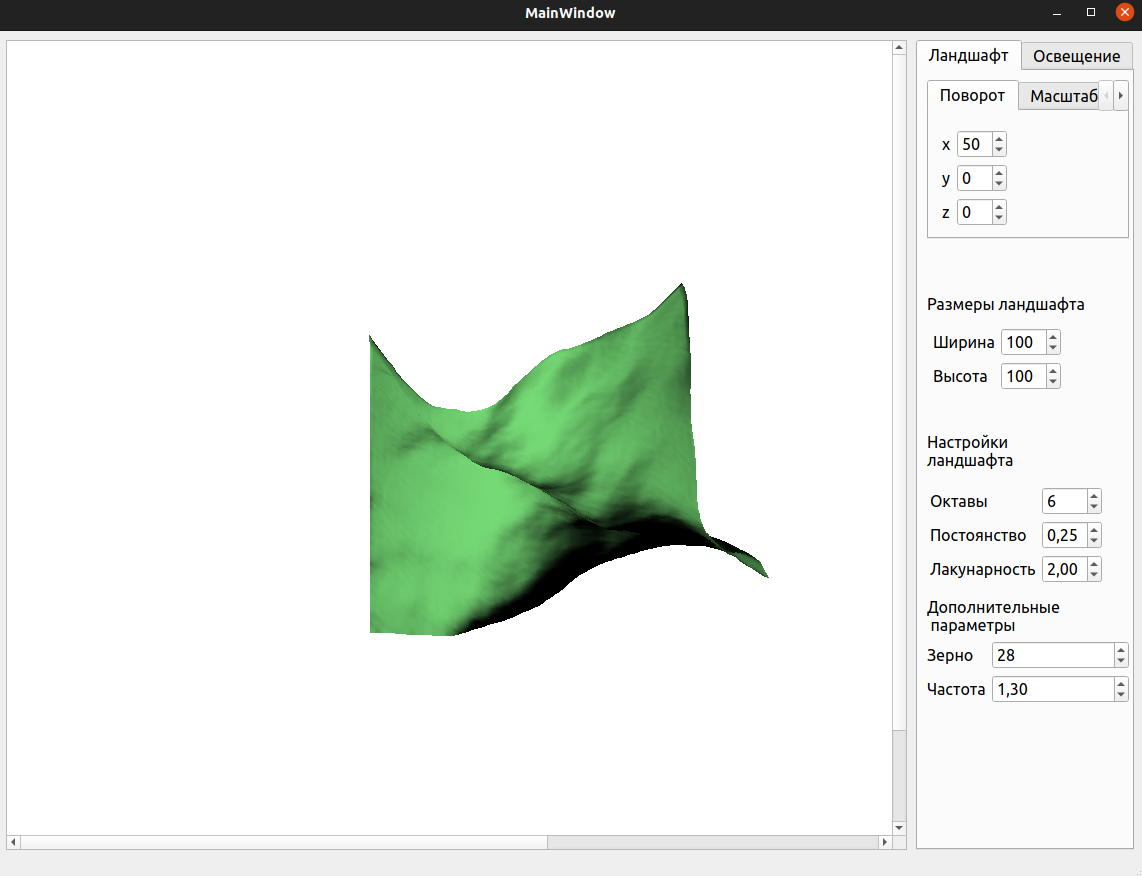 MainWindow
Ландшафт Освещение
Поворот Масштаб
x 50
y 0
z 0
Размеры ландшафта
Ширина 100
Высота 100
Настройки
ландшафта
Октавы 6
Постоянство 0,25
Лакунарность 2,00
Дополнительные
параметры
Зерно 28
Частота 1,30